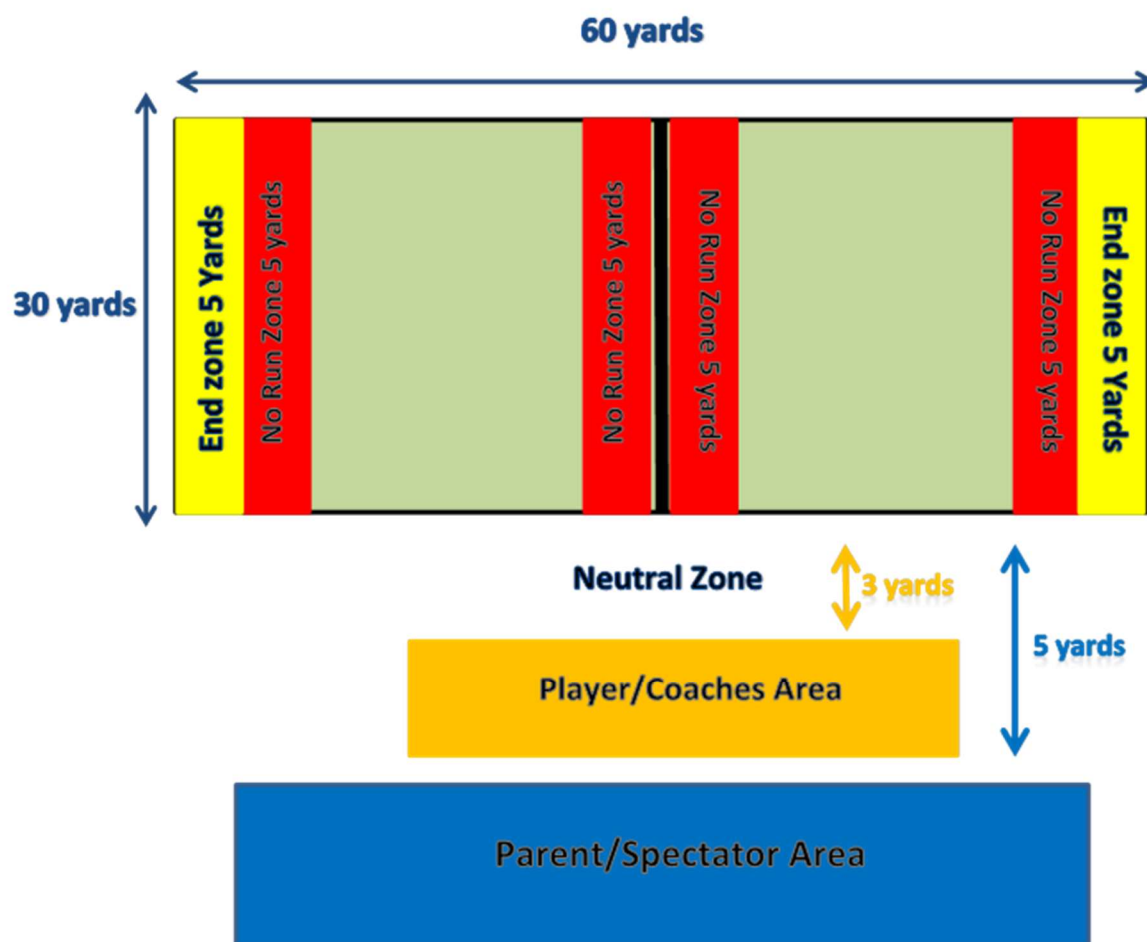 60 yards
30 yards
End zone 5 Yards
No Run Zone 5 yards
No Run Zone 5 yards
No Run Zone 5 yards
No Run Zone 5 yards
End zone 5 Yards
Neutral Zone
3 yards
5 yards
Player/Coaches Area
Parent/Spectator Area